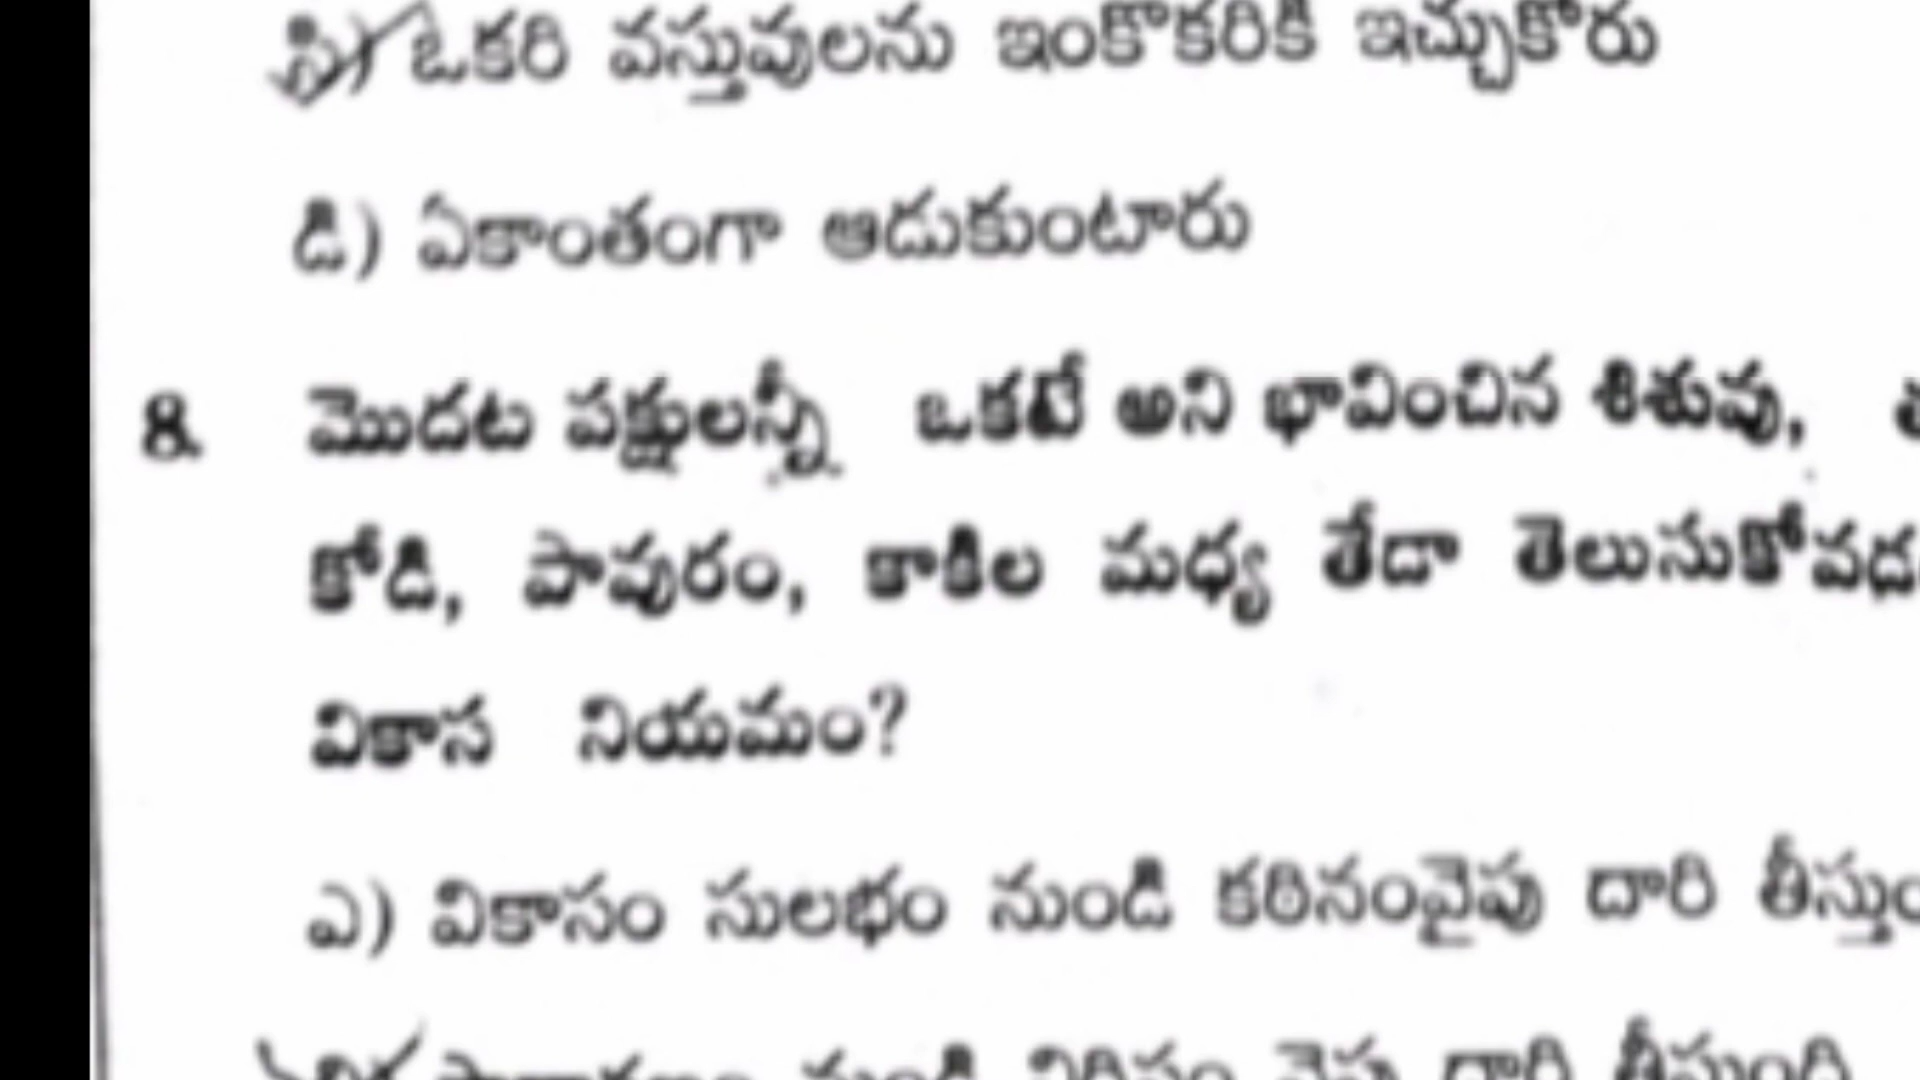 సి) ఒకరి వస్తువులను ఇంకొకరికి ఇచ్చుకోరు
డి) ఏకాంతంగా ఆడుకుంటారు
8. మొదట పక్షులన్నీ ఒకటే అని భావించిన శిశువు,
కోడి, పావురం, కాకిల మధ్య తేడా తెలుసుకోవడ
వికాస నియమం?
ఎ) వికాసం సులభం నుండి కఠినంవైపు దారి తీస్తుం
నుండి వైపు దారి తీస్తుంది